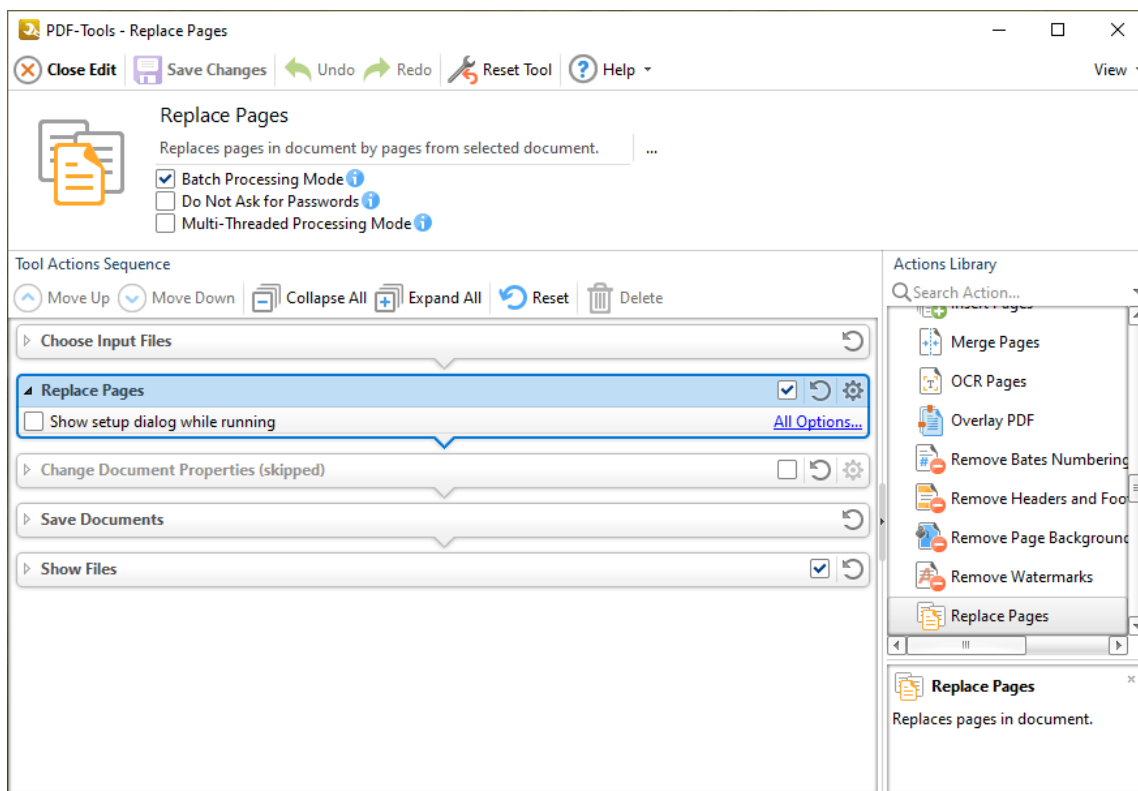 PDF-Tools - Replace Pages
Close Edit Save Changes Undo Redo Reset Tool ? Help View
Replace Pages
Replaces pages in document by pages from selected document. ...
Batch Processing Mode i
Do Not Ask for Passwords i
Multi-Threaded Processing Mode i
Tool Actions Sequence
Move Up Move Down Collapse All Expand All Reset Delete
Choose Input Files
Replace Pages
Show setup dialog while running All Options...
Change Document Properties (skipped)
Save Documents
Show Files
Actions Library
Search Action...
Insert Pages
Merge Pages
OCR Pages
Overlay PDF
Remove Bates Numbering
Remove Headers and Foo
Remove Page Background
Remove Watermarks
Replace Pages
Replace Pages
Replaces pages in document.